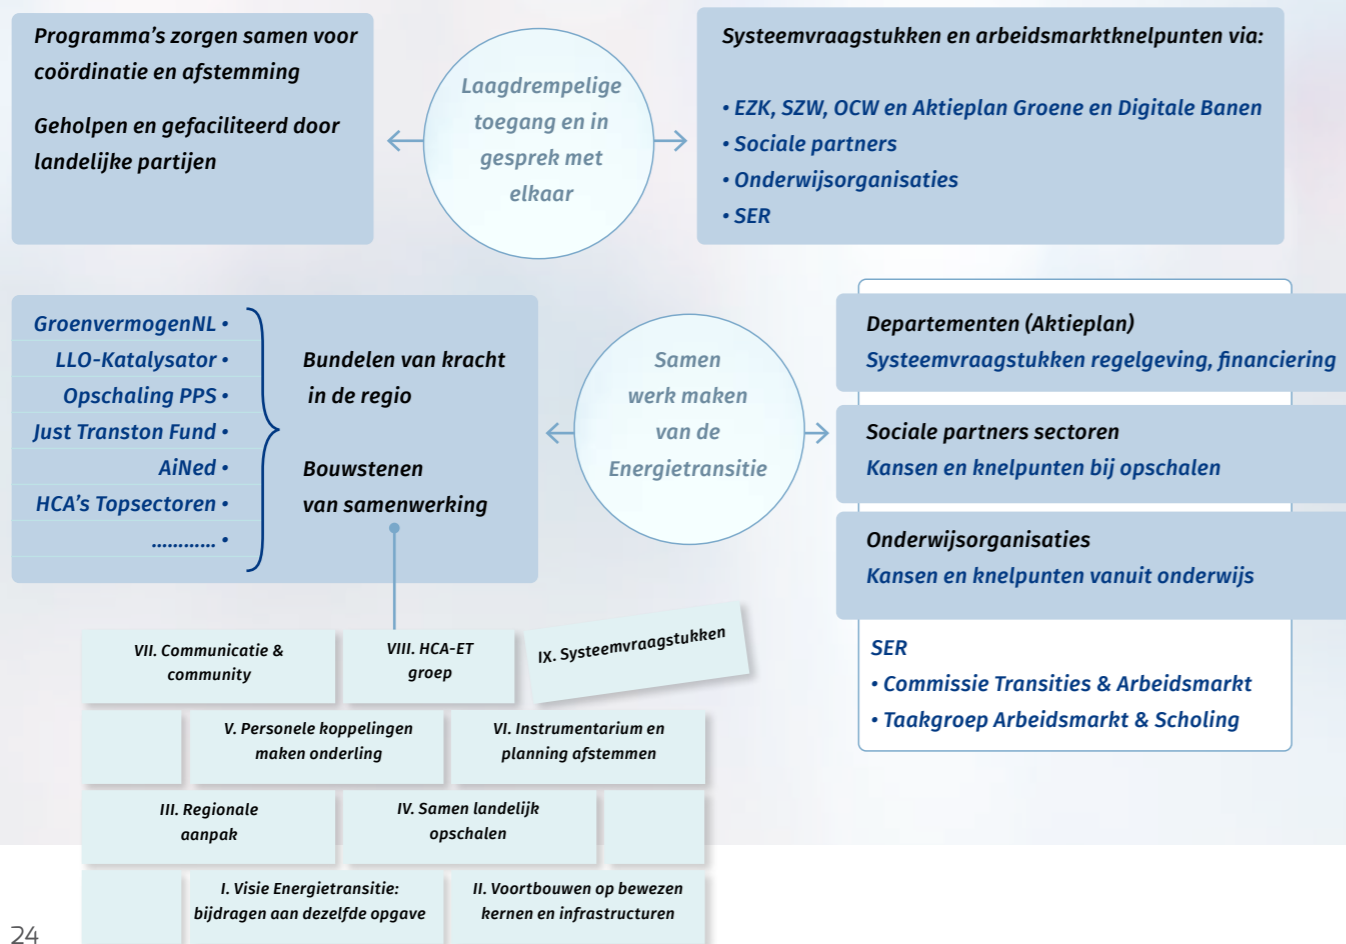 Programma's zorgen samen voor
coördinatie en afstemming
Geholpen en gefaciliteerd door
landelijke partijen
Laagdrempelige
toegang en in
gesprek met
elkaar
Systeemvraagstukken en arbeidsmarktknelpunten via:
• EZK, SZW, OCW en Aktieplan Groene en Digitale Banen
• Sociale partners
• Onderwijsorganisaties
• SER
GroenvermogenNL •
LLO-Katalysator •
Opschaling PPS •
Just Transton Fund •
AiNed •
HCA's Topsectoren •
............ •
Bundelen van kracht
in de regio
Bouwstenen
van samenwerking
Samen
werk maken
van de
Energietransitie
Departementen (Aktieplan)
Systeemvraagstukken regelgeving, financiering
Sociale partners sectoren
Kansen en knelpunten bij opschalen
Onderwijsorganisaties
Kansen en knelpunten vanuit onderwijs
SER
• Commissie Transities & Arbeidsmarkt
• Taakgroep Arbeidsmarkt & Scholing
VII. Communicatie &
community
VIII. HCA-ET
groep
IX. Systeemvraagstukken
V. Personele koppelingen
maken onderling
VI. Instrumentarium en
planning afstemmen
III. Regionale
aanpak
IV. Samen landelijk
opschalen
I. Visie Energietransitie:
bijdragen aan dezelfde opgave
II. Voortbouwen op bewezen
kernen en infrastructuren
24